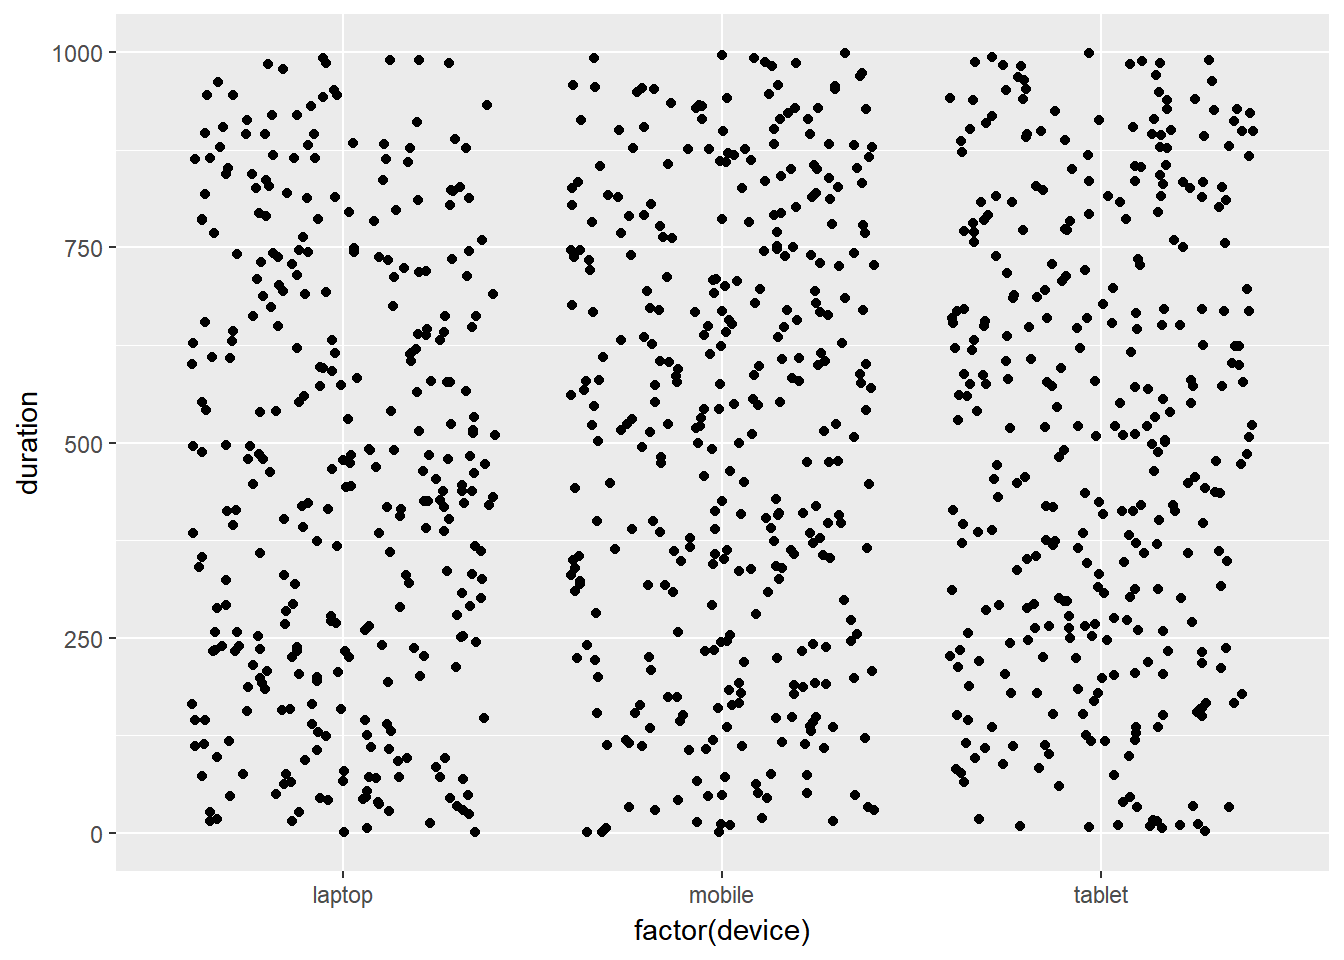 1000
750
500
250
0
duration
laptop
mobile
tablet
factor(device)